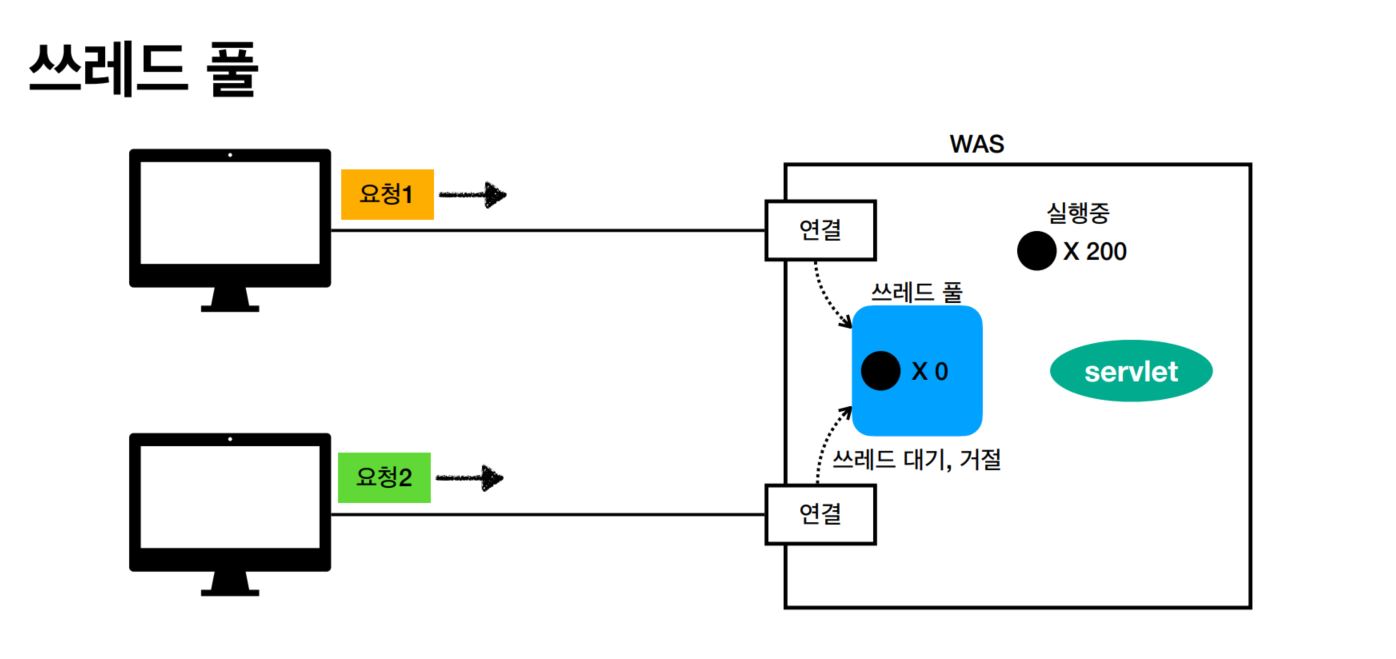 쓰레드 풀
WAS
요청1
연결
실행중
X 200
쓰레드 풀
X 0
servlet
쓰레드 대기, 거절
요청2
연결